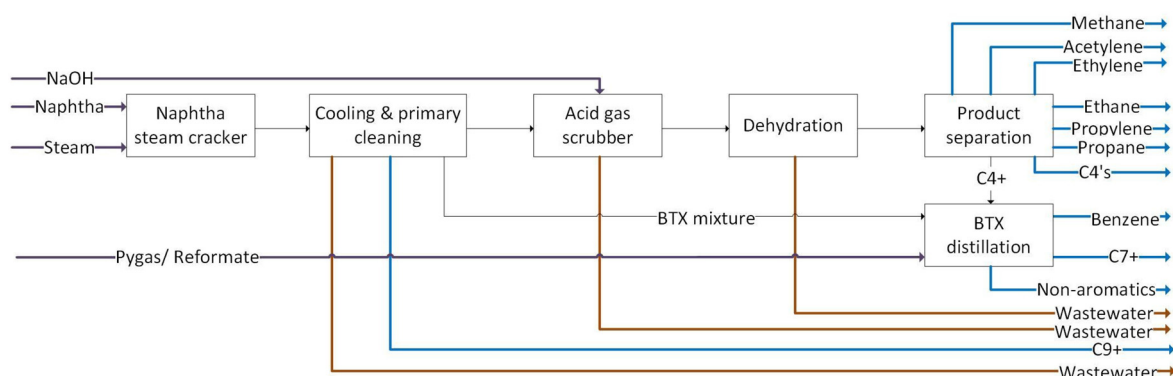 Methane
Acetylene
Ethylene
NaOH
Naphtha
Steam
Naphtha
steam cracker
Cooling & primary
cleaning
Acid gas
scrubber
Dehydration
Product
separation
Ethane
Propylene
Propane
C4's
C4+
BTX mixture
BTX
distillation
Benzene
Pygas/ Reformate
C7+
Non-aromatics
Wastewater
Wastewater
C9+
Wastewater